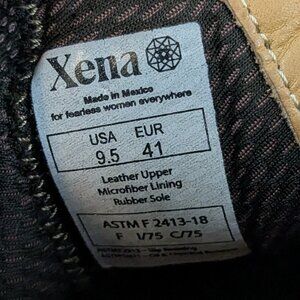 Xena
Made in Mexico
for fearless women everywhere
USA EUR
9.5 41
Leather Upper
Microfiber Lining
Rubber Sole
ASTM F 2413-18
F I/75 C/75